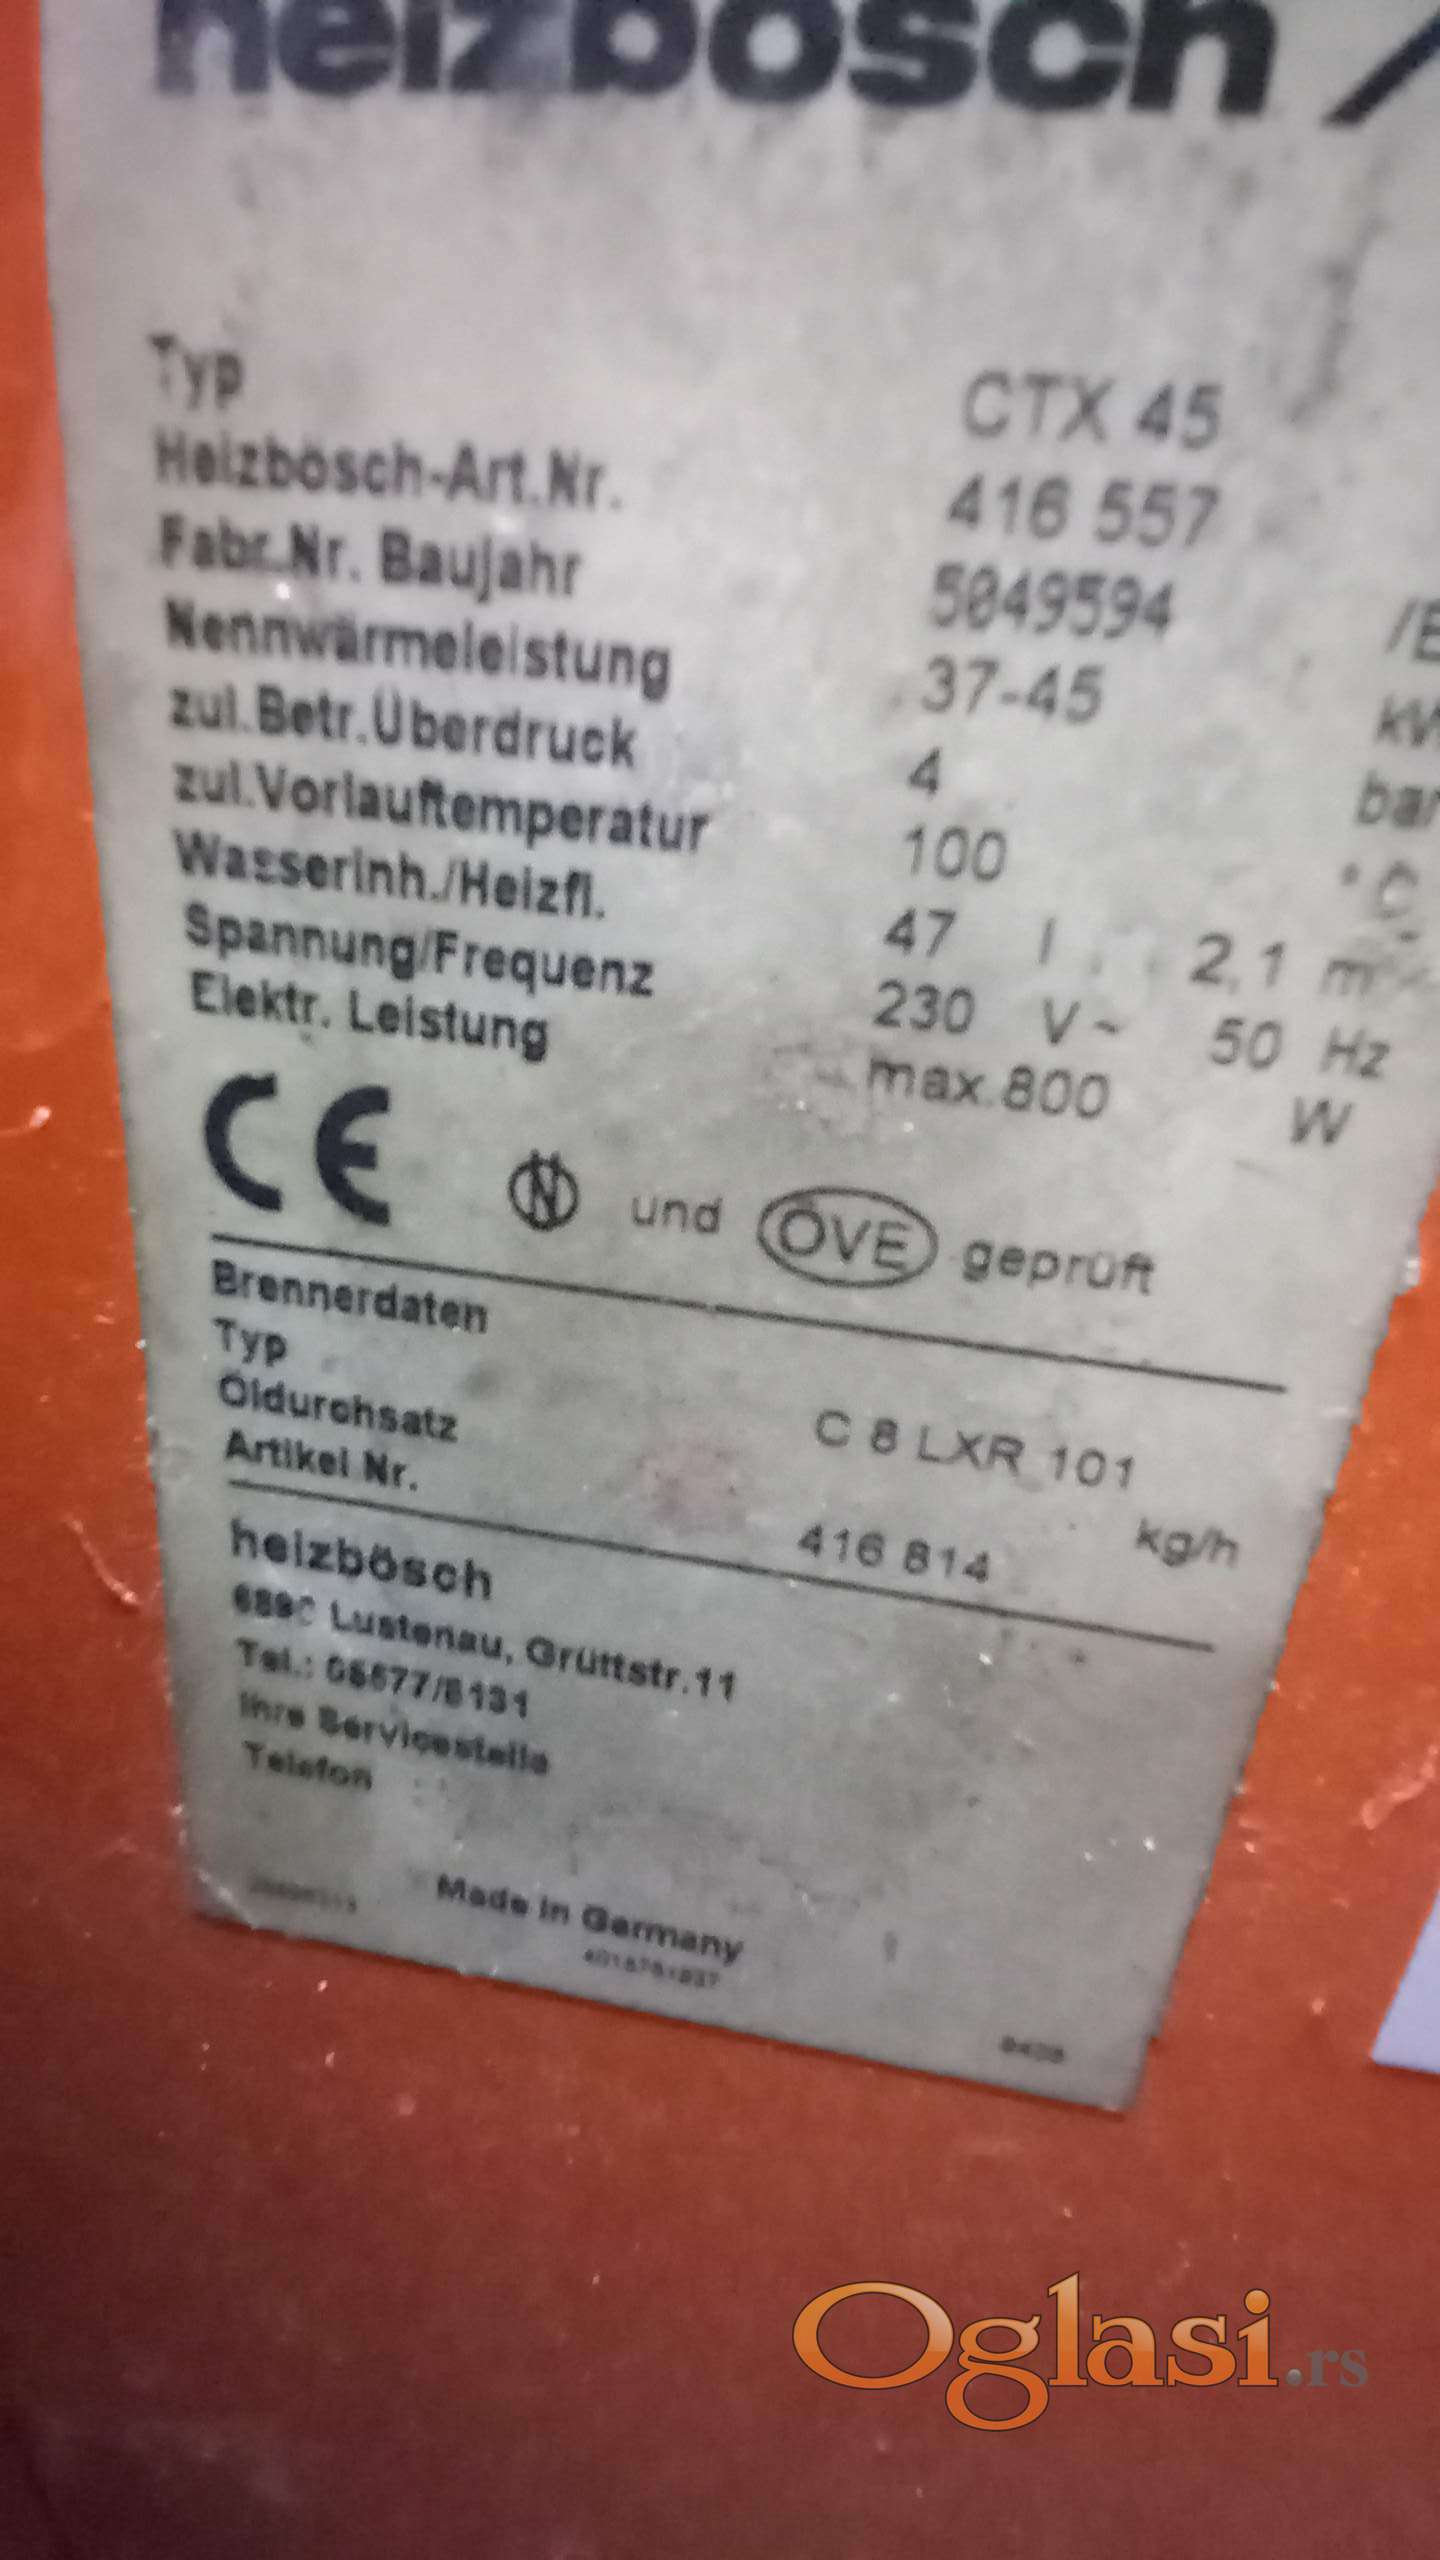 heizbösch
Typ CTX 45
Heizbösch-Art.Nr. 416 557
Fabr.Nr. Baujahr 5049594
Nennwärmeleistung 37-45
zul.Betr.Überdruck 4 bar
zul.Vorlauftemperatur 100 °C
Wasserinh./Heizfl. 47 l 2,1 m
Spannung/Frequenz 230 V~ 50 Hz
Elektr. Leistung max.800 W
CE N und ÖVE geprüft
Brennerdaten
Typ C 8 LXR 101
Öldurchsatz kg/h
Artikel Nr. 416 814
heizbösch
Lustenau, Grüttstr.11
Tel.:
Ihre Servicestelle
Telefon
Made in Germany
Oglasi.rs